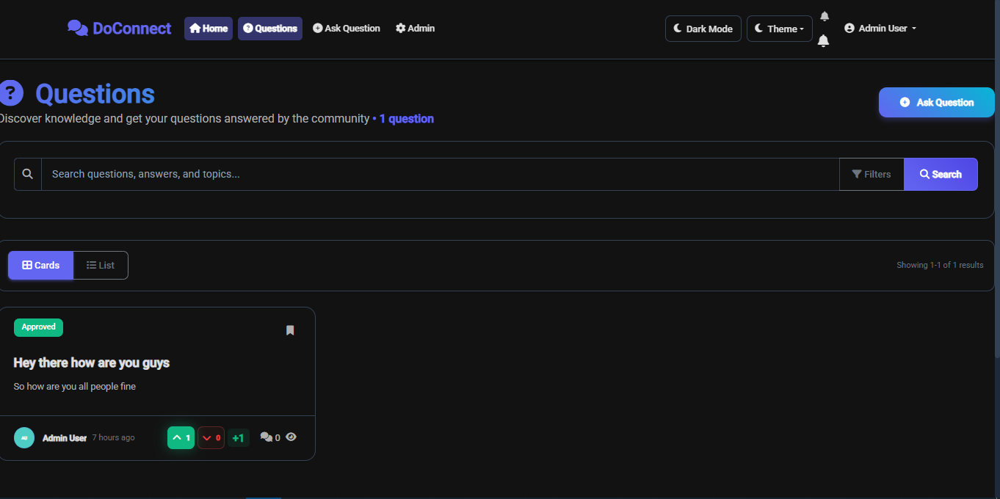 DoConnect Home Questions Ask Question Admin Dark Mode Theme Admin User
Questions
Discover knowledge and get your questions answered by the community • 1 question
Ask Question
Search questions, answers, and topics... Filters Search
Cards List Showing 1-1 of 1 results
Approved
Hey there how are you guys
So how are you all people fine
AU Admin User 7 hours ago 1 0 +1 0